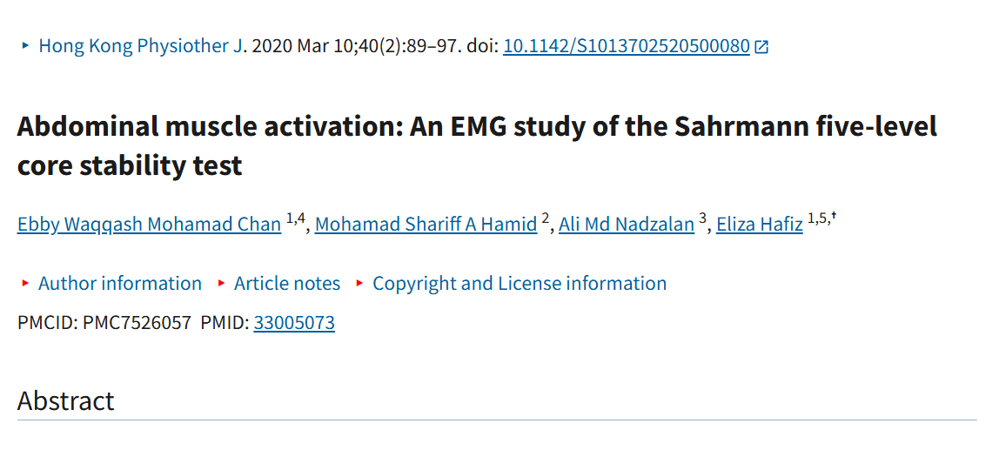 Hong Kong Physiother J. 2020 Mar 10;40(2):89–97. doi: 10.1142/S1013702520500080
Abdominal muscle activation: An EMG study of the Sahrmann five-level
core stability test
Ebby Waqqash Mohamad Chan 1,4, Mohamad Shariff A Hamid 2, Ali Md Nadzalan 3, Eliza Hafiz 1,5,†
Author information Article notes Copyright and License information
PMCID: PMC7526057 PMID: 33005073
Abstract